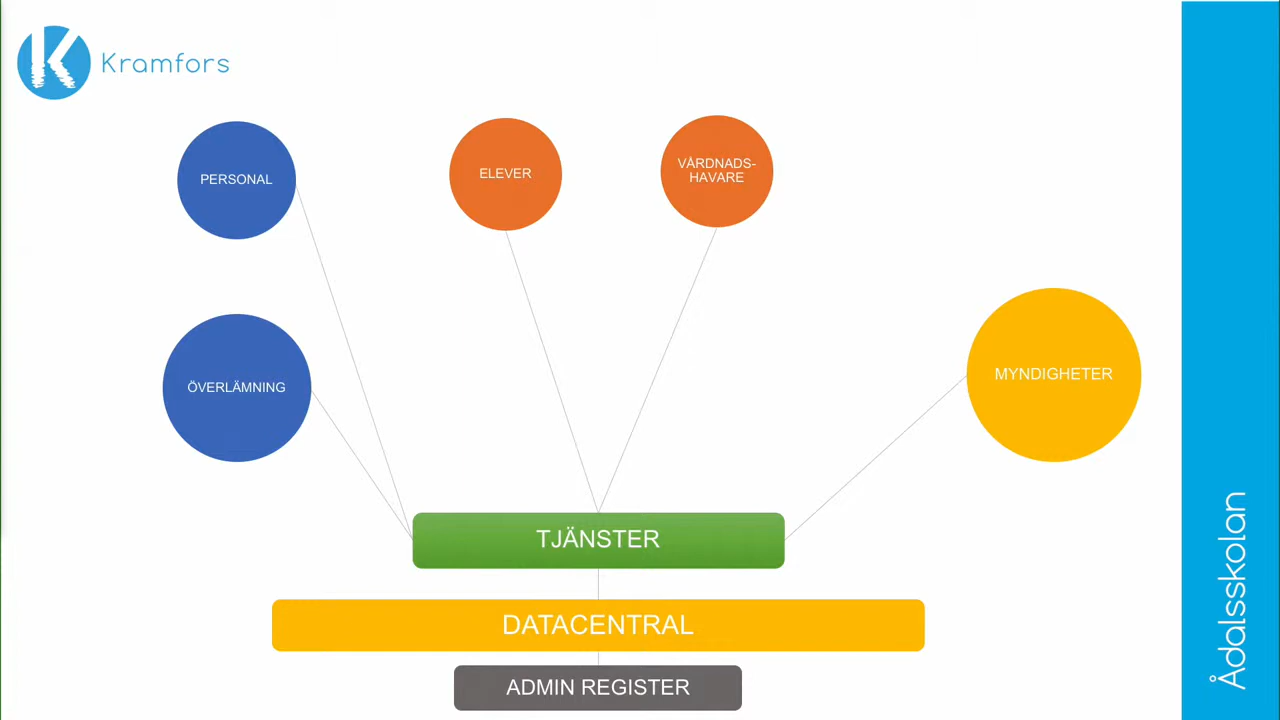 Kramfors
PERSONAL
ELEVER
VÅRDNADS-
HAVARE
ÖVERLÄMNING
MYNDIGHETER
TJÄNSTER
DATACENTRAL
ADMIN REGISTER
Ådalsskolan